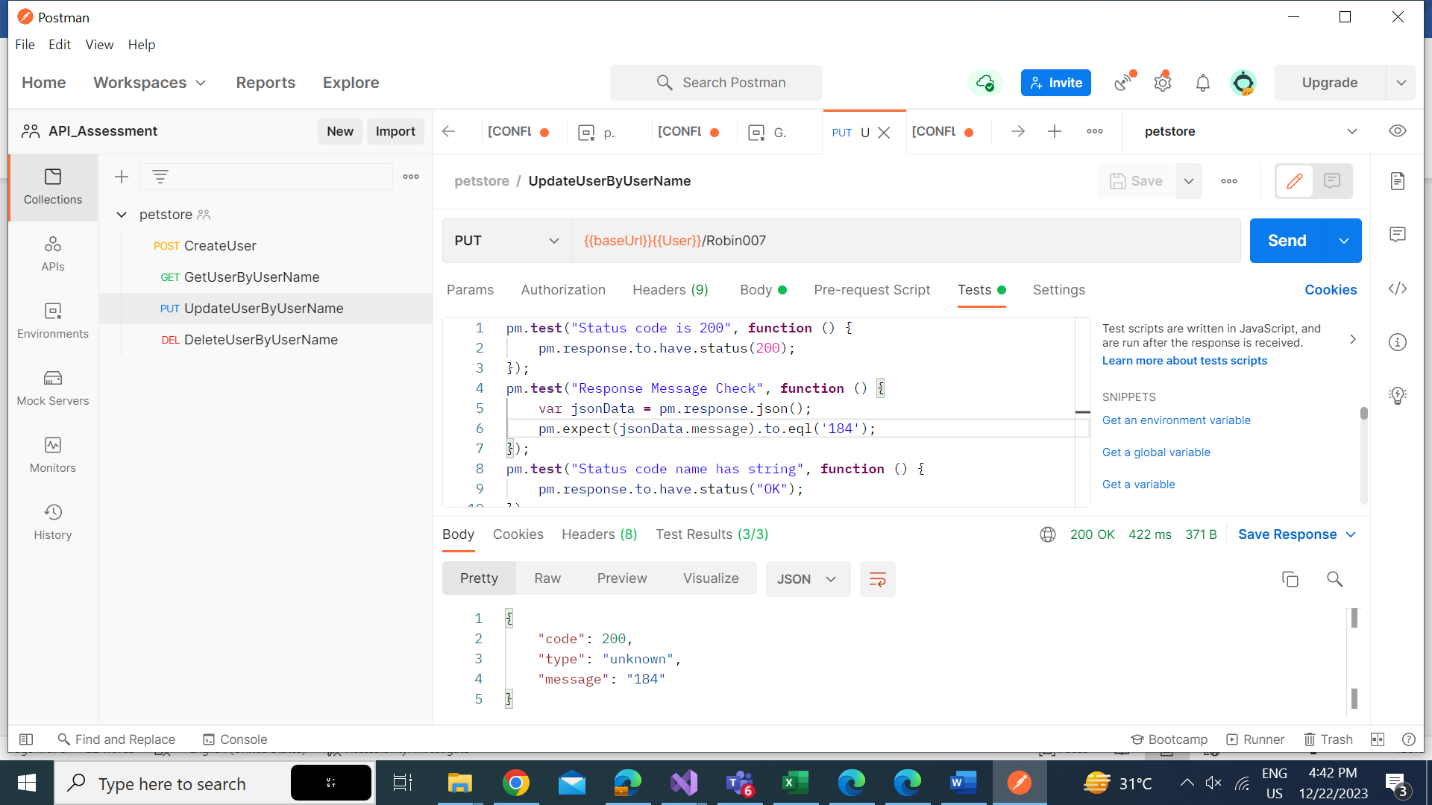 Postman
File Edit View Help
Home Workspaces Reports Explore Search Postman Invite Upgrade
API_Assessment New Import [CONFL p.. [CONFL G. PUT U [CONFL petstore
petstore / UpdateUserByUserName Save
Collections
APIs
Environments
Mock Servers
Monitors
History
petstore
POST CreateUser
GET GetUserByUserName
PUT UpdateUserByUserName
DEL DeleteUserByUserName
PUT {{baseUrl}}{{User}}/Robin007 Send
Params Authorization Headers (9) Body Pre-request Script Tests Settings Cookies
1 pm.test("Status code is 200", function () {
2 pm.response.to.have.status(200);
3 });
4 pm.test("Response Message Check", function () {
5 var jsonData = pm.response.json();
6 pm.expect(jsonData.message).to.eql('184');
7 });
8 pm.test("Status code name has string", function () {
9 pm.response.to.have.status("OK");
Test scripts are written in JavaScript, and
are run after the response is received.
Learn more about tests scripts
SNIPPETS
Get an environment variable
Get a global variable
Get a variable
Body Cookies Headers (8) Test Results (3/3) 200 OK 422 ms 371 B Save Response
Pretty Raw Preview Visualize JSON
1 {
2 "code": 200,
3 "type": "unknown",
4 "message": "184"
5 }
Find and Replace Console Bootcamp Runner Trash
Type here to search 6 31°C ENG 4:42 PM
US 12/22/2023 3